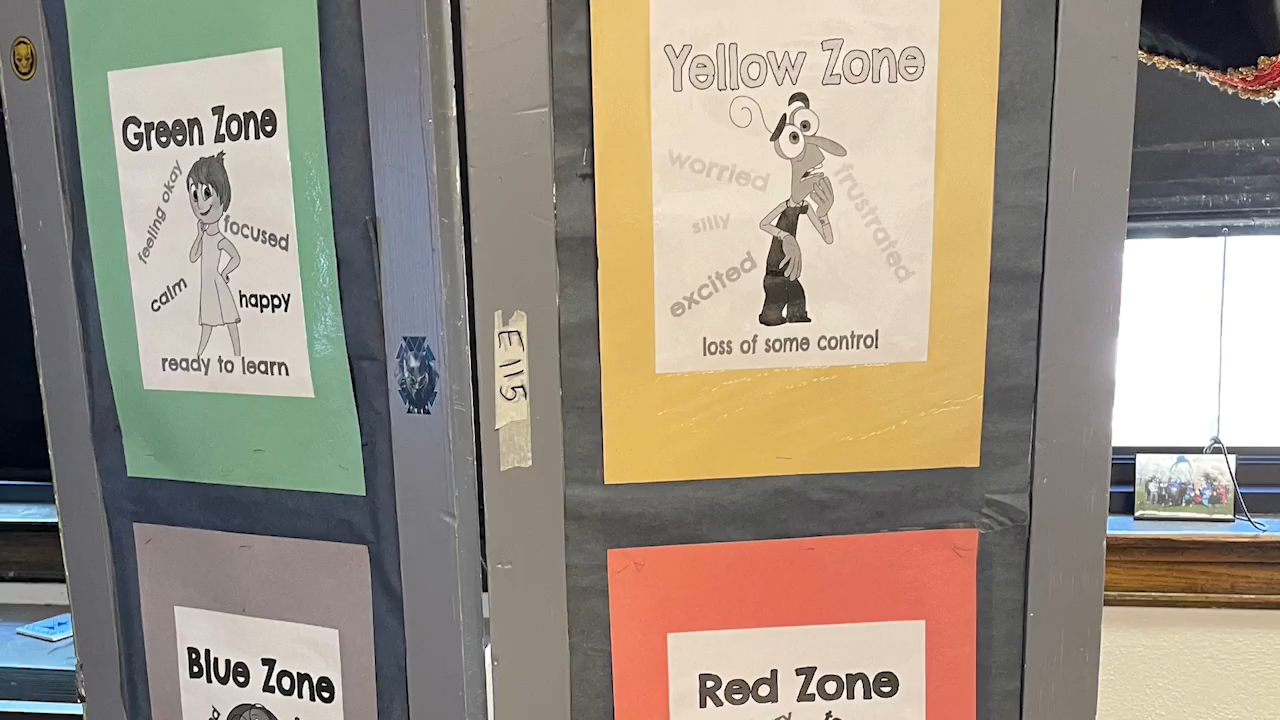 Green Zone
feeling okay
focused
calm
happy
ready to learn
Yellow Zone
worried
frustrated
silly
excited
loss of some control
E115
Blue Zone
Red Zone